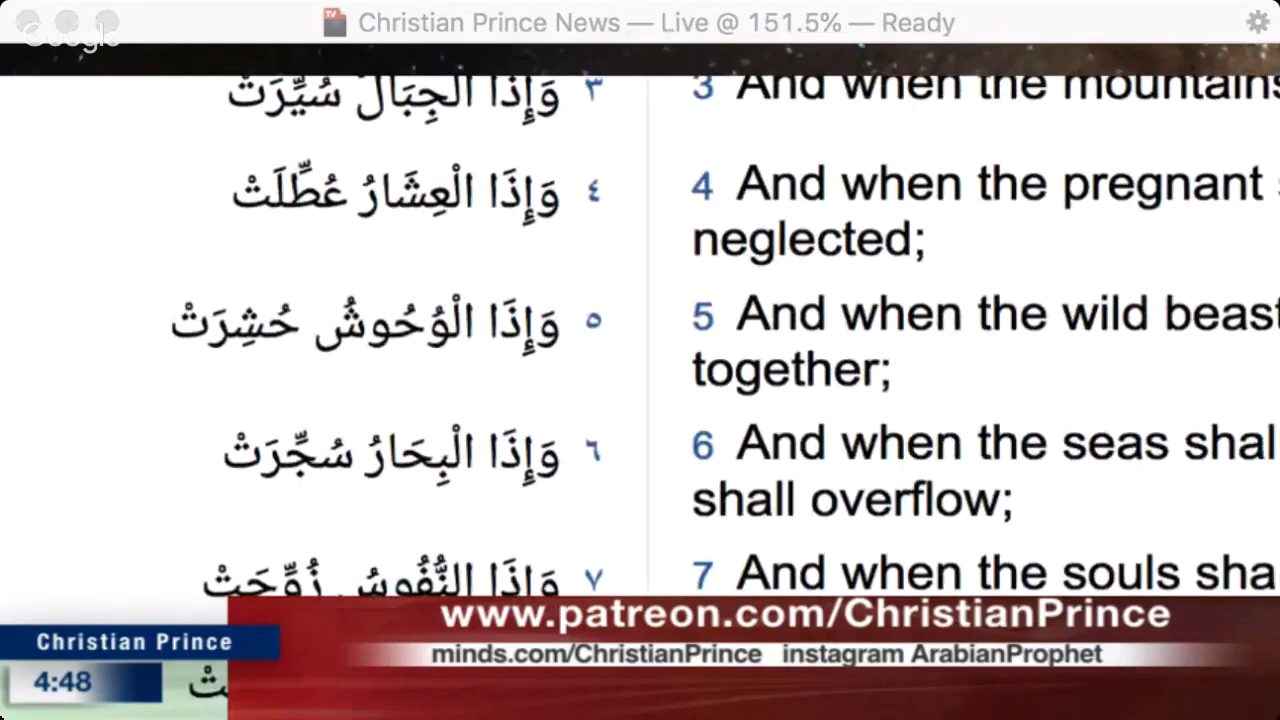 Christian Prince News — Live @ 151.5% — Ready
Google
وَإِذَا الْجِبَالُ سُيِّرَتْ ٣
3 And when the mountains
وَإِذَا الْعِشَارُ عُطِّلَتْ ٤
4 And when the pregnant
neglected;
وَإِذَا الْوُحُوشُ حُشِرَتْ ٥
5 And when the wild beast
together;
وَإِذَا الْبِحَارُ سُجِّرَتْ ٦
6 And when the seas shal
shall overflow;
وَإِذَا النُّفُوسُ زُوِّجَتْ ٧
7 And when the souls sha
www.patreon.com/ChristianPrince
Christian Prince
minds.com/ChristianPrince instagram ArabianProphet
4:48